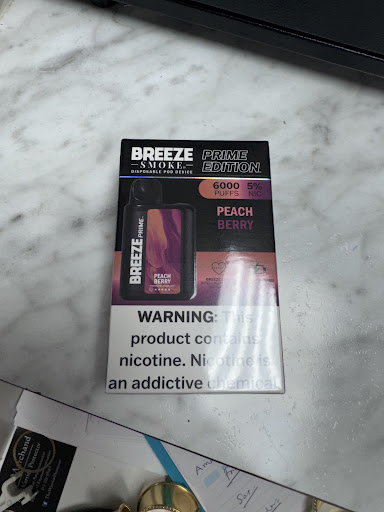 BREEZE
SMOKE
DISPOSABLE POD DEVICE
PRIME
EDITION
6000 5%
PUFFS NIC
PEACH
BERRY
BREEZE PRIME
PEACH
BERRY
WARNING: This
product contains
nicotine. Nicotine is
an addictive chemical.